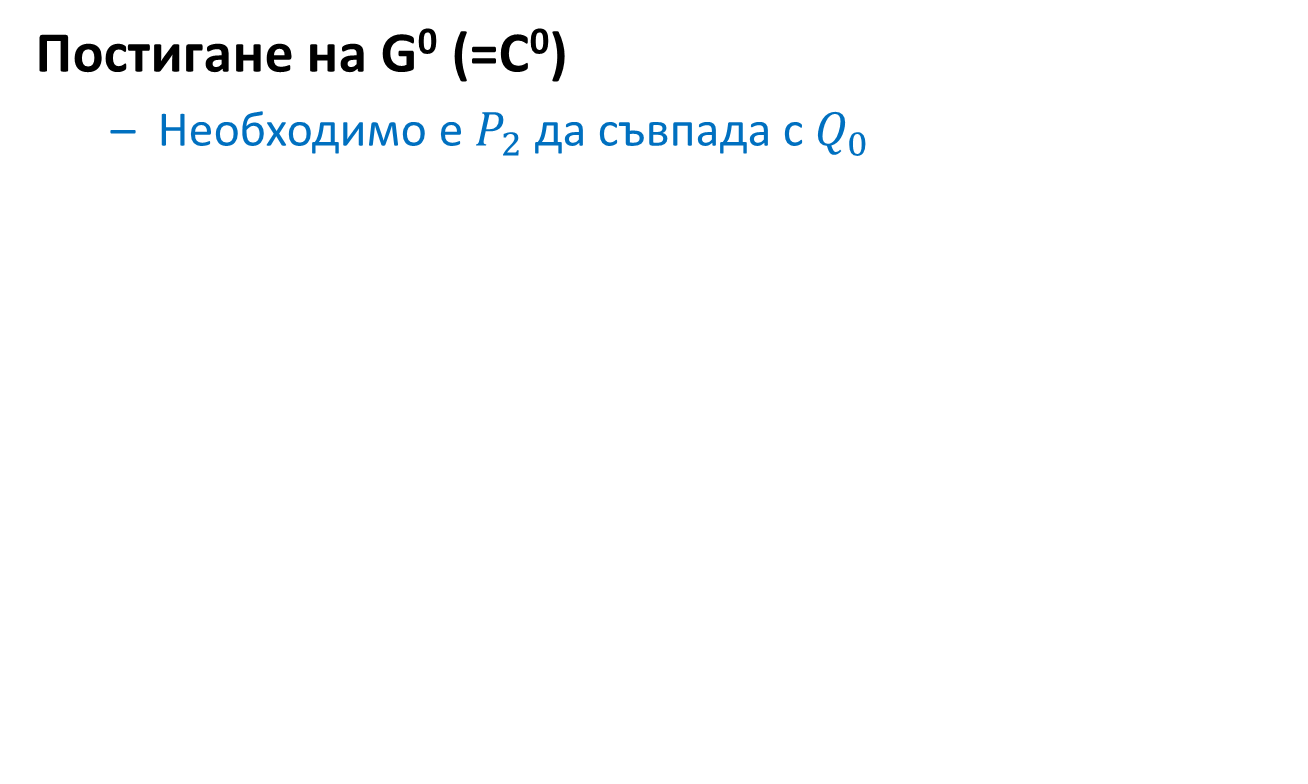 Постигане на G⁰ (=C⁰)
– Необходимо е P₂ да съвпада с Q₀